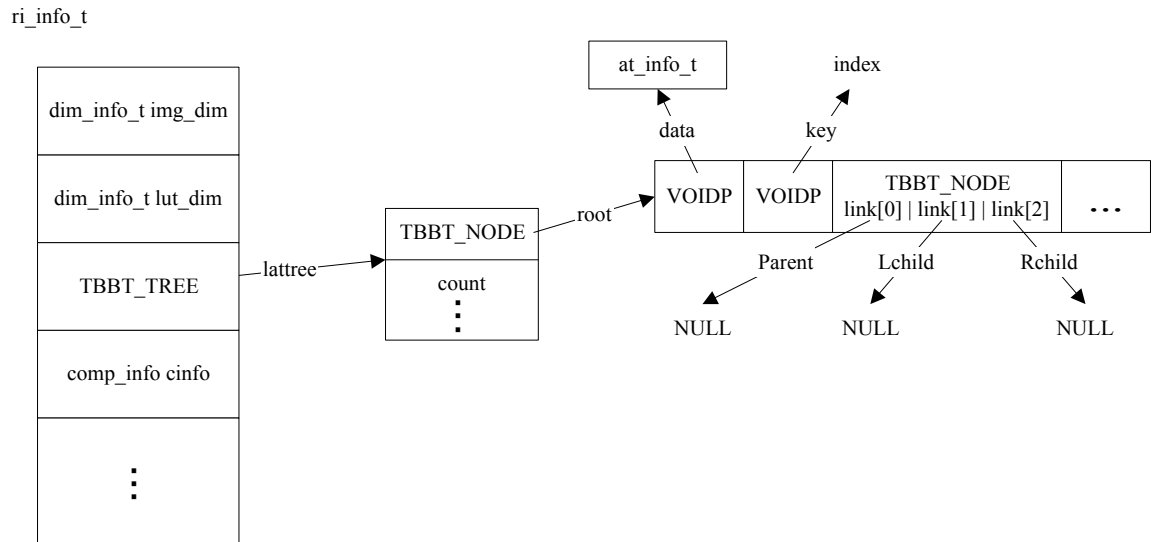 ri_info_t
dim_info_t img_dim
dim_info_t lut_dim
TBBT_TREE
comp_info cinfo
lattree
TBBT_NODE
count
root
at_info_t
index
data
key
VOIDP
VOIDP
TBBT_NODE
link[0] | link[1] | link[2]
...
Parent
Lchild
Rchild
NULL
NULL
NULL